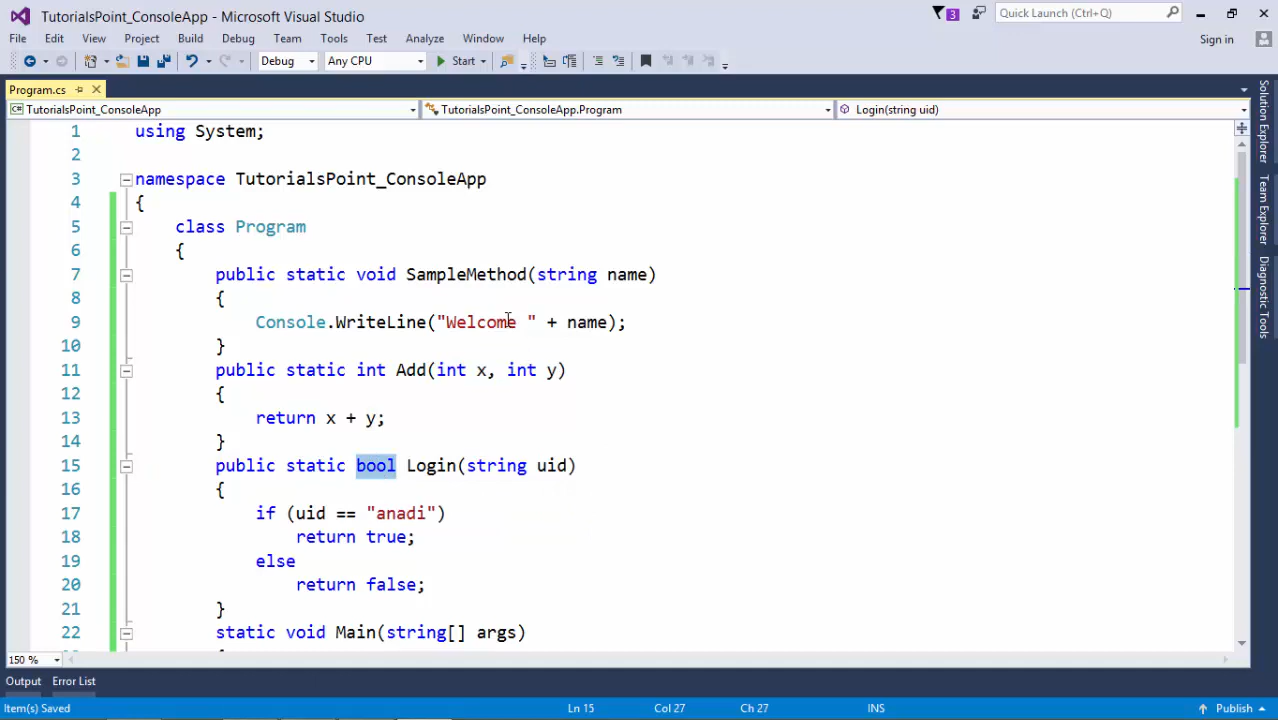 TutorialsPoint_ConsoleApp - Microsoft Visual Studio
3
Quick Launch (Ctrl+Q)
File Edit View Project Build Debug Team Tools Test Analyze Window Help
Sign in
Debug Any CPU Start
Program.cs
TutorialsPoint_ConsoleApp TutorialsPoint_ConsoleApp.Program Login(string uid)
1 using System;
2
3 namespace TutorialsPoint_ConsoleApp
4 {
5 class Program
6 {
7 public static void SampleMethod(string name)
8 {
9 Console.WriteLine("Welcome " + name);
10 }
11 public static int Add(int x, int y)
12 {
13 return x + y;
14 }
15 public static bool Login(string uid)
16 {
17 if (uid == "anadi")
18 return true;
19 else
20 return false;
21 }
22 static void Main(string[] args)
Solution Explorer
Team Explorer
Diagnostic Tools
150 %
Output Error List
Item(s) Saved Ln 15 Col 27 Ch 27 INS Publish